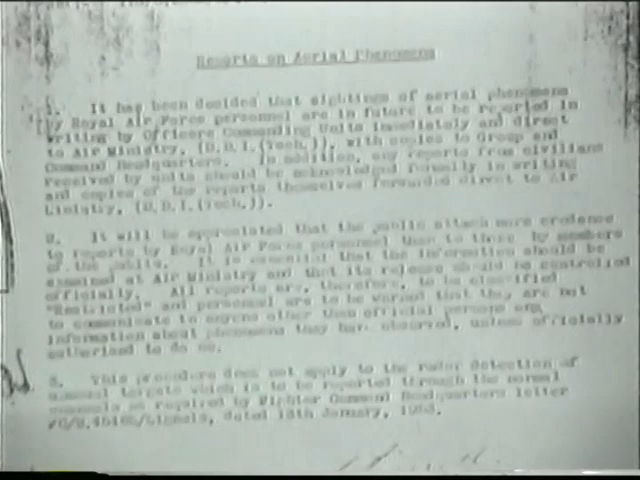 Reports on Aerial Phenomena
1. It has been decided that sightings of aerial phenomena
by Royal Air Force personnel are in future to be reported in
writing by Officers Commanding Units immediately and direct
to Air Ministry, (D.D.I.(Tech.)), with copies to Group and
Command Headquarters. In addition, any reports from civilians
received by units should be acknowledged formally in writing
and copies of the reports themselves forwarded direct to Air
Ministry, (D.D.I.(Tech.)).
2. It will be appreciated that the public attach more credence
to reports by Royal Air Force personnel than to those by members
of the public. It is essential that the information should be
examined at Air Ministry and that its release should be controlled
officially. All reports are, therefore, to be classified
"Restricted" and personnel are to be warned that they are not
to communicate to anyone other than official persons any
information about phenomena they have observed, unless officially
authorised to do so.
3. This procedure does not apply to the radar detection of
unusual targets which is to be reported through the normal
channels as required by Fighter Command Headquarters letter
dated January,